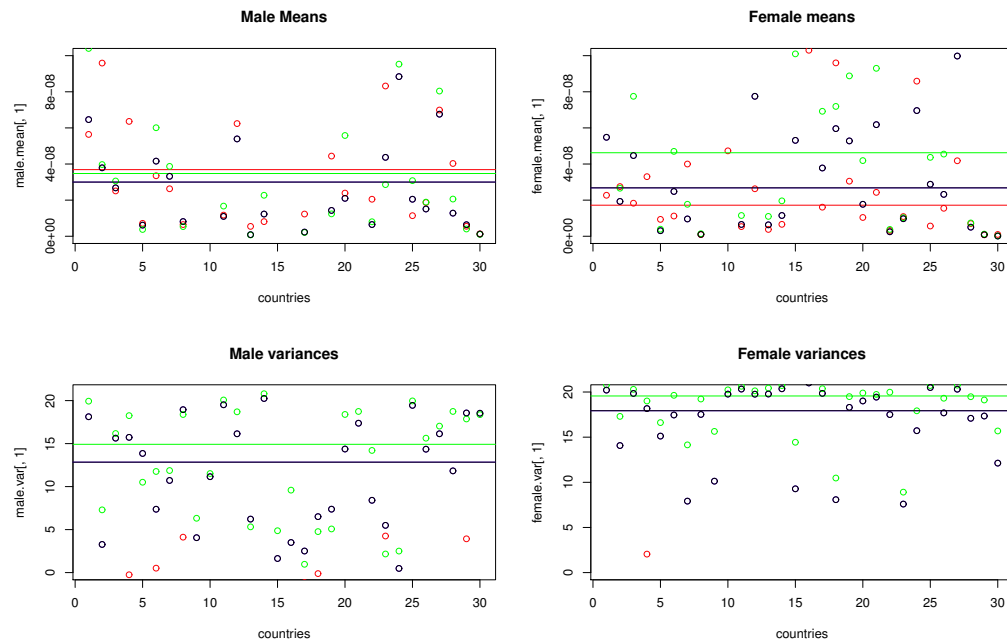 Male Means
male.mean[, 1]
0e+00 4e-08 8e-08
0 5 10 15 20 25 30
countries
Female means
female.mean[, 1]
0e+00 4e-08 8e-08
0 5 10 15 20 25 30
countries
Male variances
male.var[, 1]
0 5 10 15 20
0 5 10 15 20 25 30
countries
Female variances
female.var[, 1]
0 5 10 15 20
0 5 10 15 20 25 30
countries